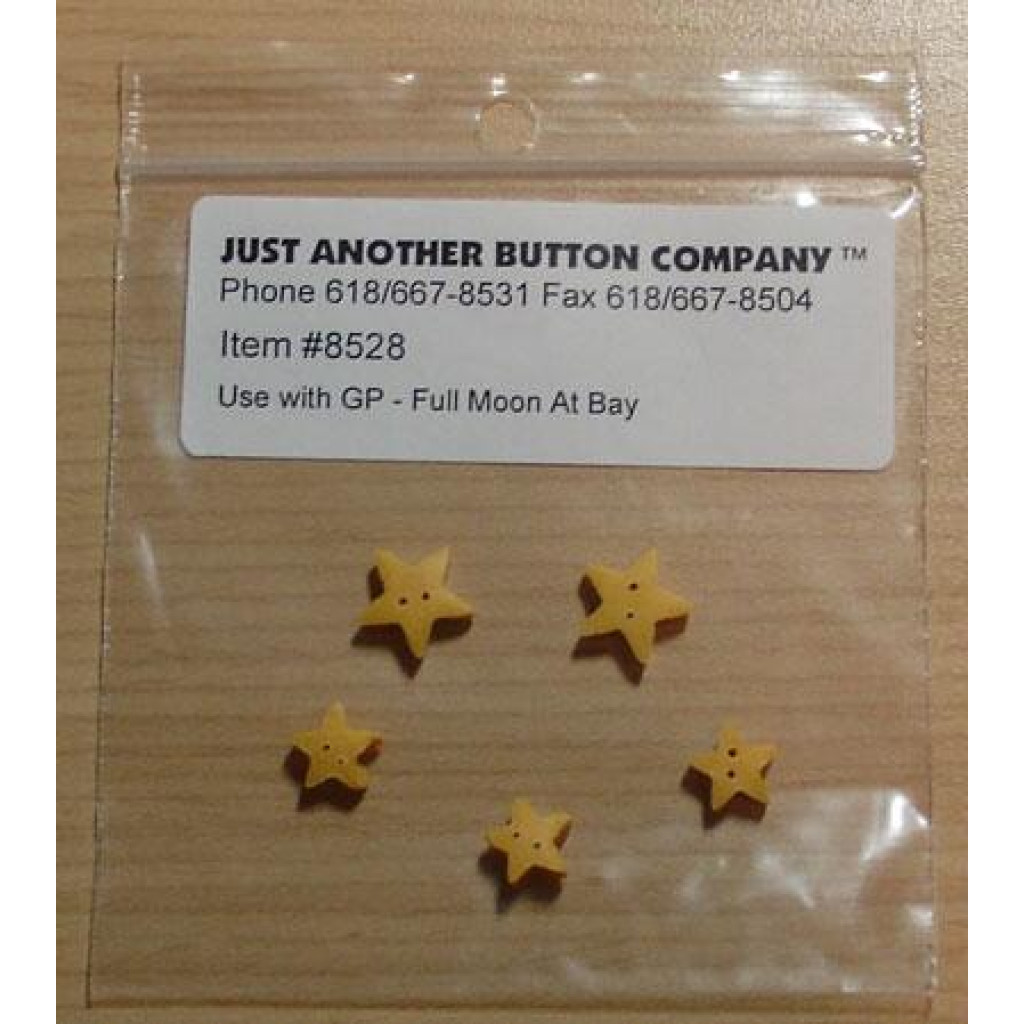 JUST ANOTHER BUTTON COMPANY ™
Phone 618/667-8531 Fax 618/667-8504
Item #8528
Use with GP - Full Moon At Bay